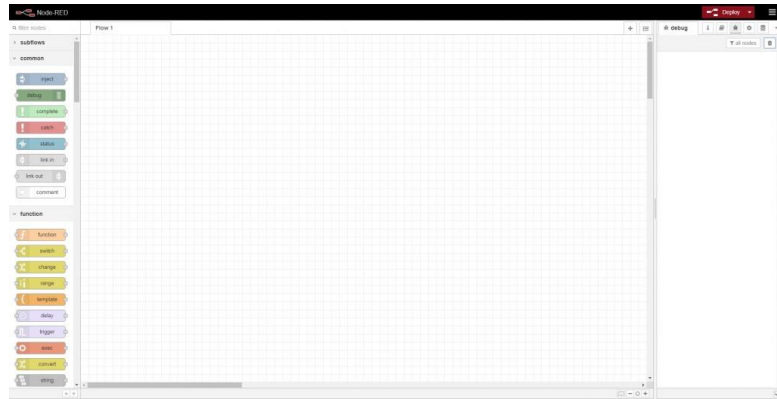 Node-RED
Deploy
filter nodes
Flow 1
debug
i
all nodes
subflows
common
inject
debug
complete
catch
status
link in
link out
comment
function
function
switch
change
range
template
delay
trigger
exec
convert
string